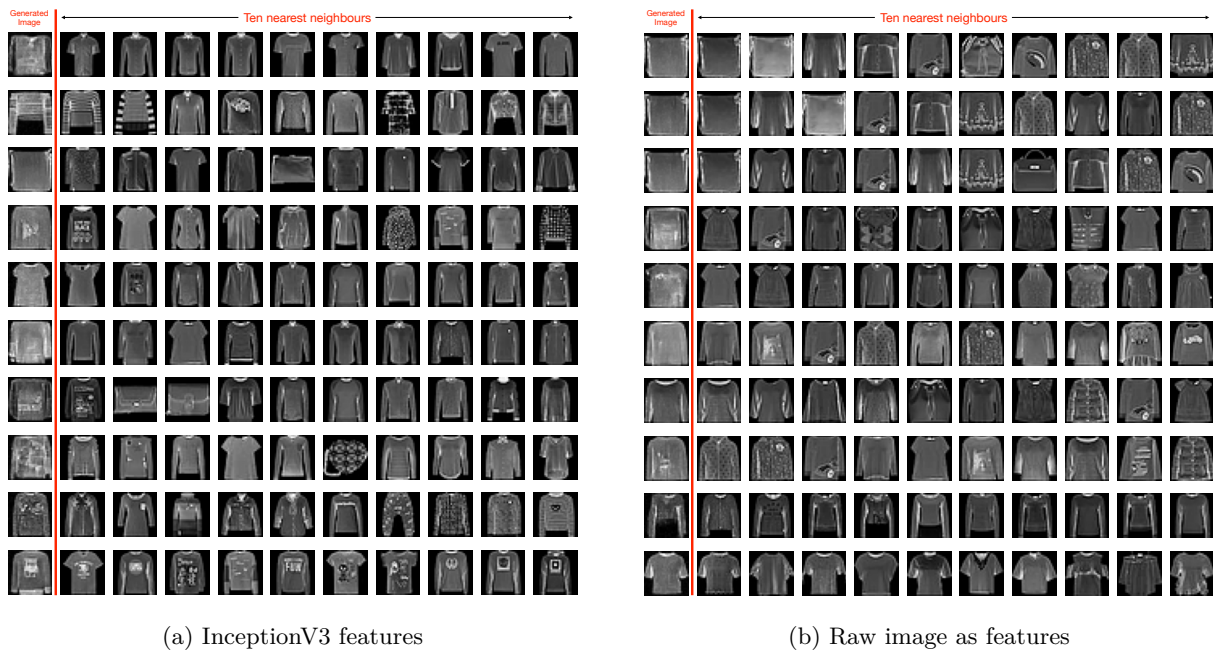 Generated
Image
Ten nearest neighbours
Generated
Image
Ten nearest neighbours
(a) InceptionV3 features
(b) Raw image as features